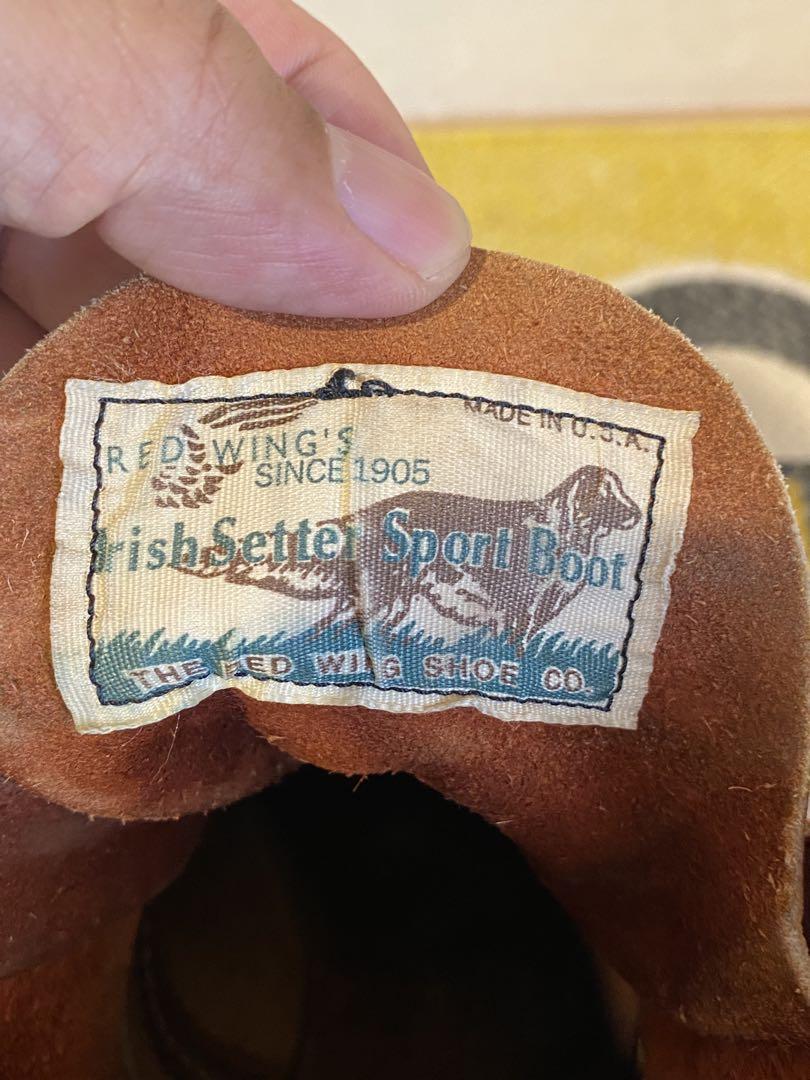 MADE IN U.S.A.
RED WING'S
SINCE 1905
Irish Setter Sport Boot
THE RED WING SHOE CO.